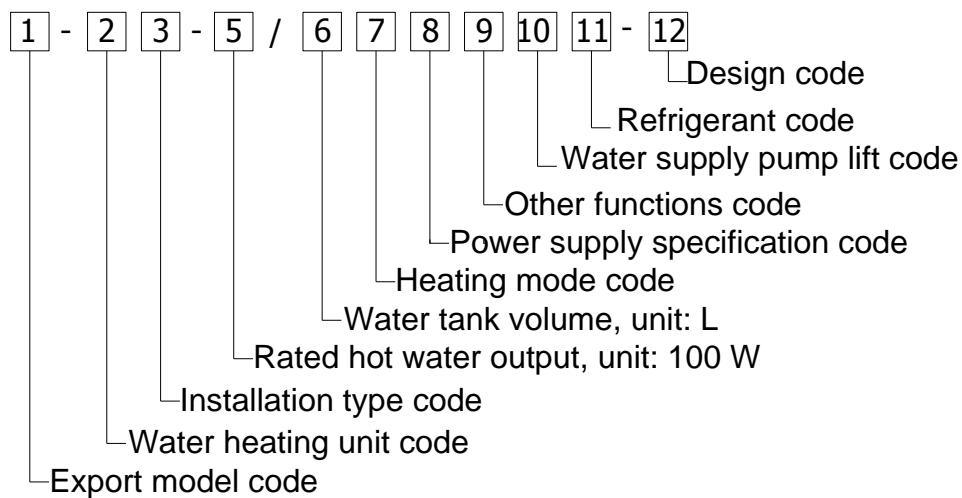 1 - 2 3 - 5 / 6 7 8 9 10 11 - 12
Design code
Refrigerant code
Water supply pump lift code
Other functions code
Power supply specification code
Heating mode code
Water tank volume, unit: L
Rated hot water output, unit: 100 W
Installation type code
Water heating unit code
Export model code